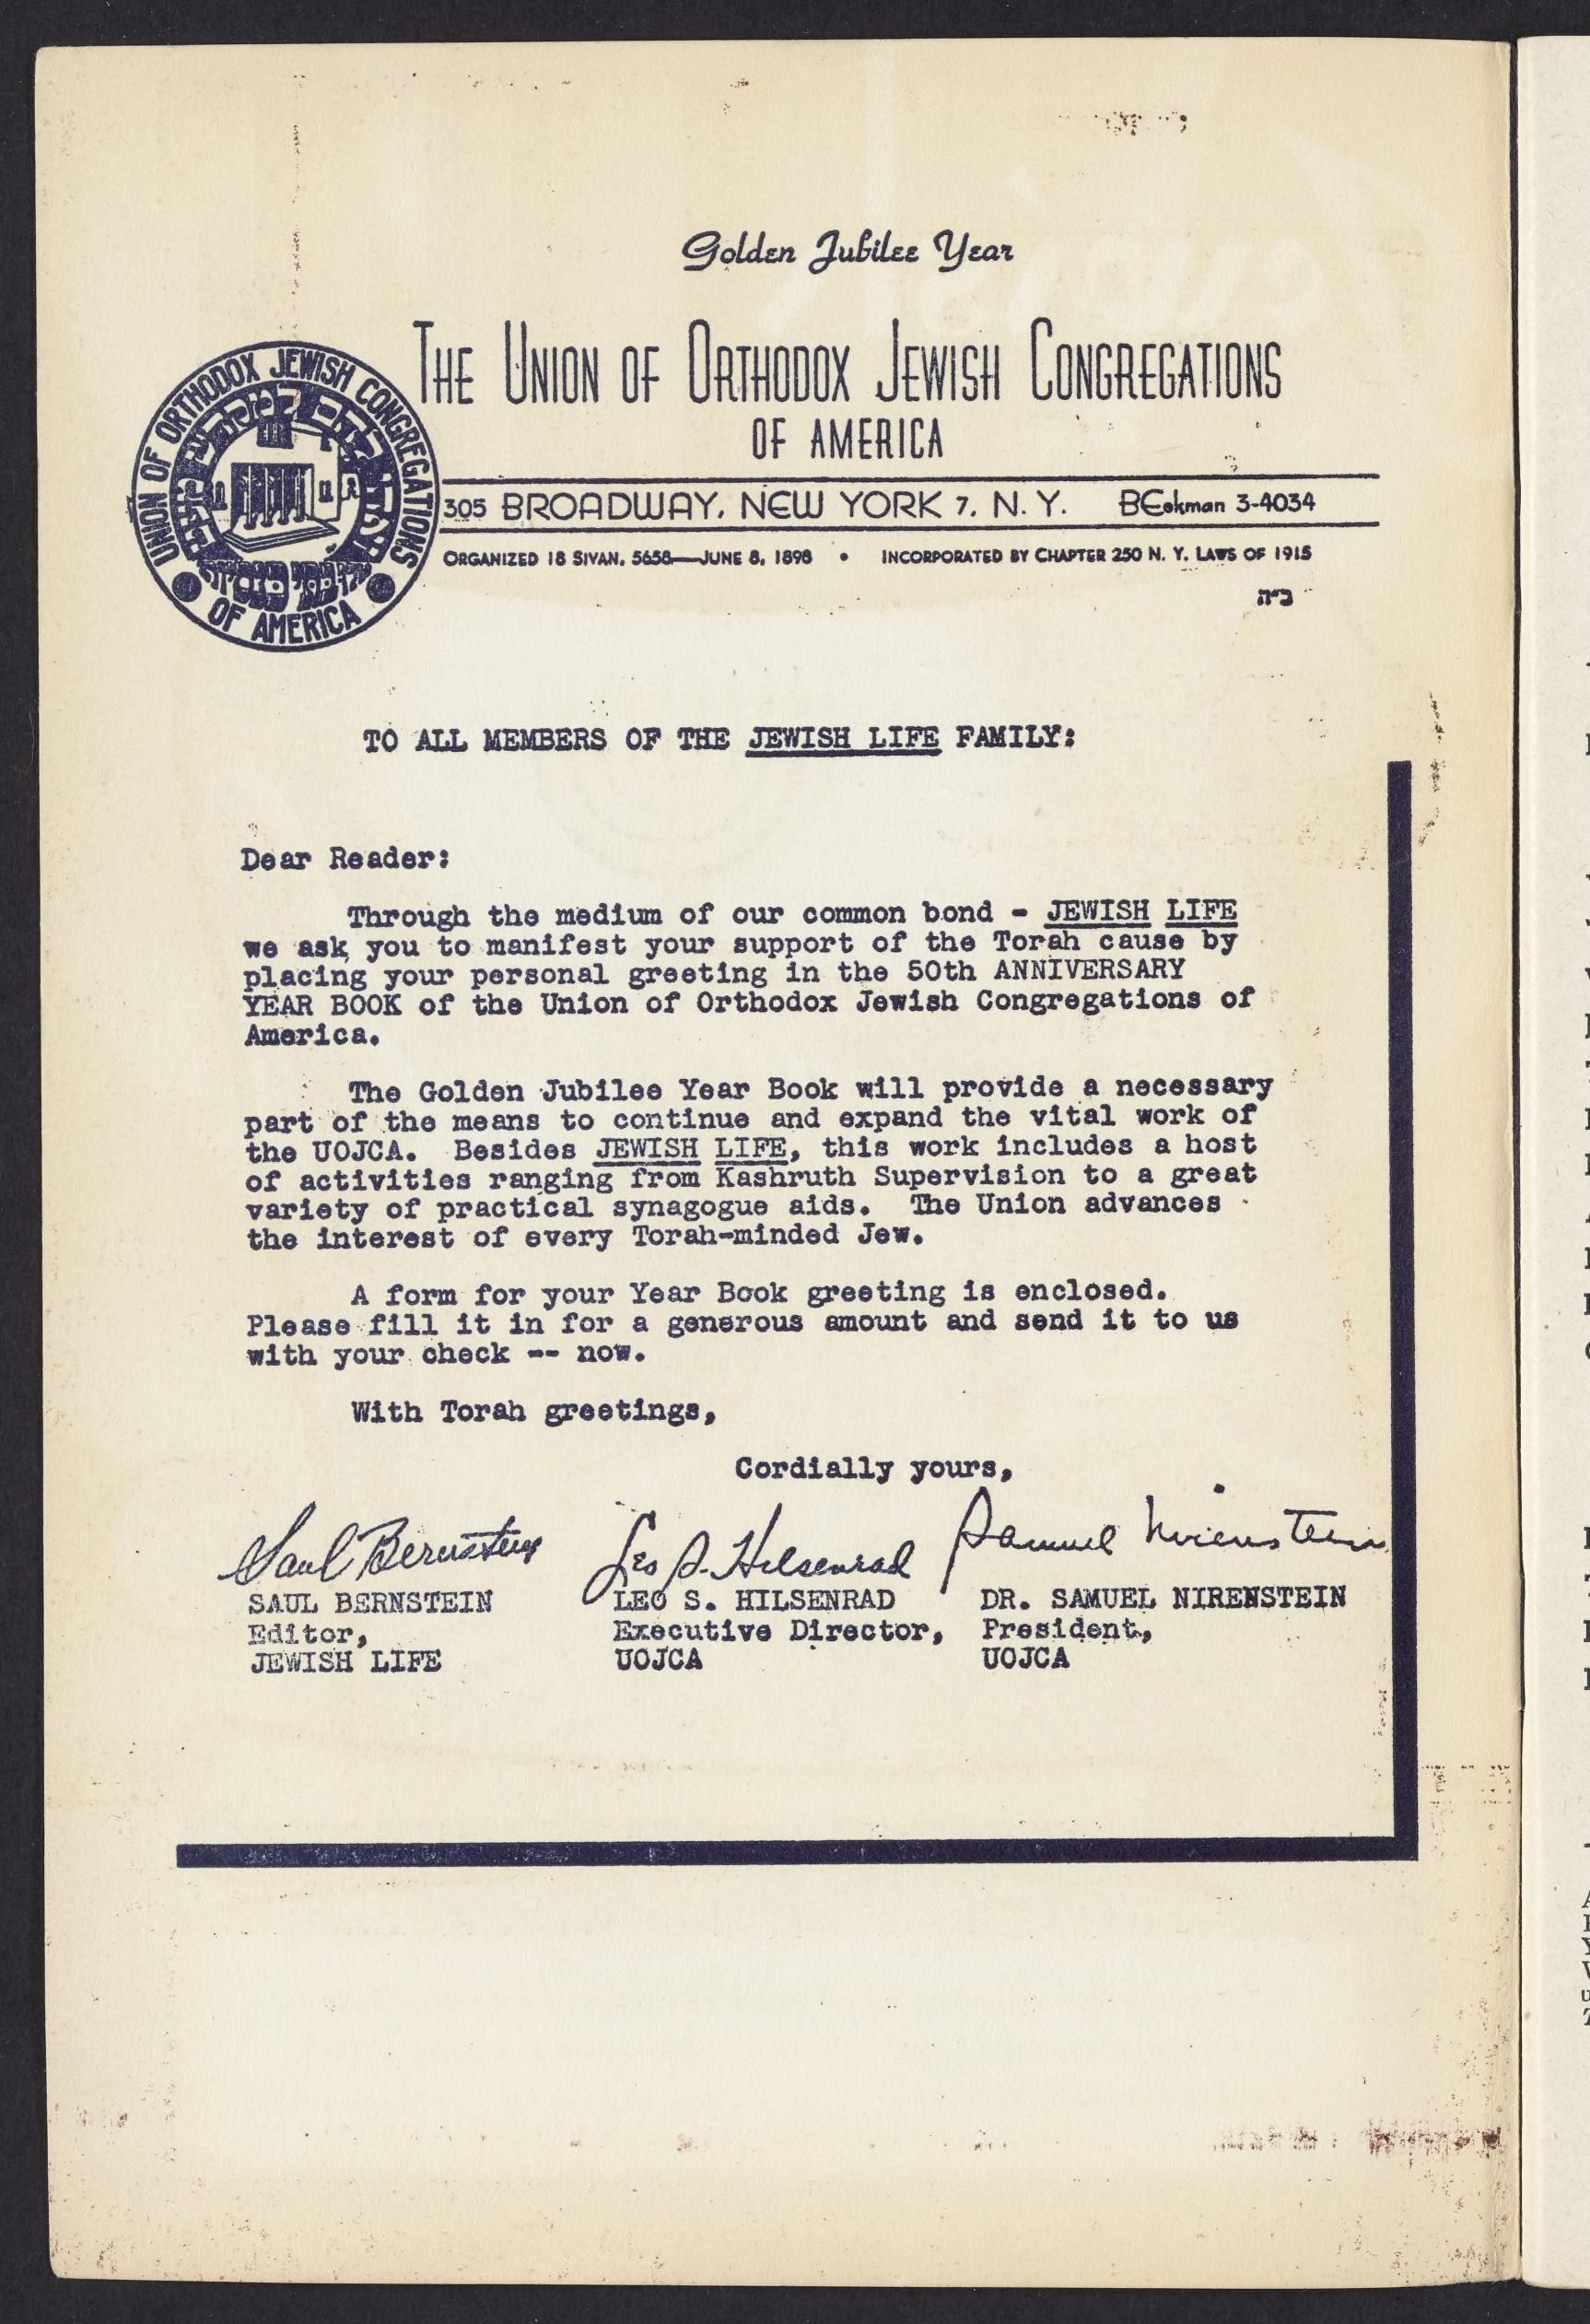 Golden Jubilee Year
THE UNION OF ORTHODOX JEWISH CONGREGATIONS
OF AMERICA
UNION OF ORTHODOX JEWISH CONGREGATIONS
OF AMERICA
305 BROADWAY, NEW YORK 7, N. Y. BEekman 3-4034
ORGANIZED 18 SIVAN, 5658—JUNE 8, 1898 • INCORPORATED BY CHAPTER 250 N. Y. LAWS OF 1915
ב״ה
TO ALL MEMBERS OF THE JEWISH LIFE FAMILY:
Dear Reader:
Through the medium of our common bond - JEWISH LIFE
we ask you to manifest your support of the Torah cause by
placing your personal greeting in the 50th ANNIVERSARY
YEAR BOOK of the Union of Orthodox Jewish Congregations of
America.
The Golden Jubilee Year Book will provide a necessary
part of the means to continue and expand the vital work of
the UOJCA. Besides JEWISH LIFE, this work includes a host
of activities ranging from Kashruth Supervision to a great
variety of practical synagogue aids. The Union advances
the interest of every Torah-minded Jew.
A form for your Year Book greeting is enclosed.
Please fill it in for a generous amount and send it to us
with your check -- now.
With Torah greetings,
Cordially yours,
Saul Bernstein Leo S. Hilsenrad Samuel Nirenstein
SAUL BERNSTEIN LEO S. HILSENRAD DR. SAMUEL NIRENSTEIN
Editor, Executive Director, President,
JEWISH LIFE UOJCA UOJCA